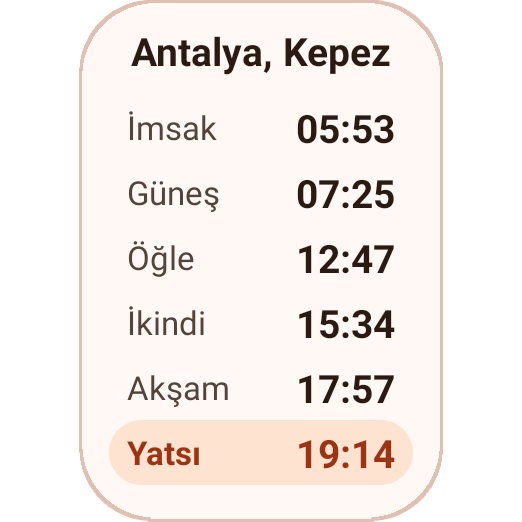 Antalya, Kepez
İmsak 05:53
Güneş 07:25
Öğle 12:47
İkindi 15:34
Akşam 17:57
Yatsı 19:14